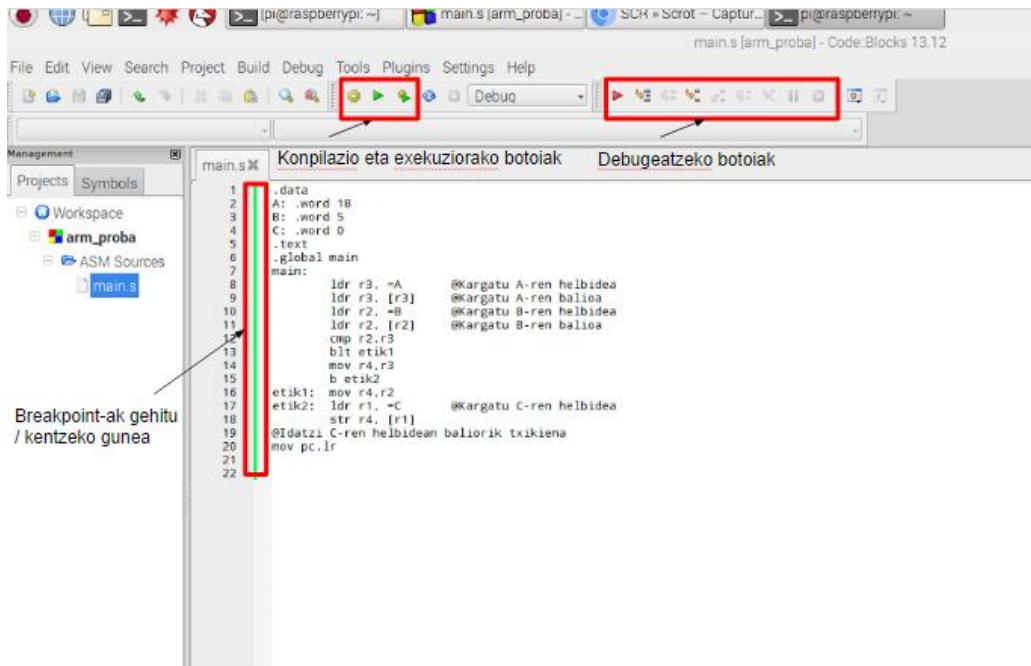 [pi@raspberrypi: ~]
main.s [arm_proba] - ...
SCR » Scrot – Captur...
pi@raspberrypi: ~
main.s [arm_proba] - Code::Blocks 13.12
File Edit View Search Project Build Debug Tools Plugins Settings Help
Debug
Management
Projects Symbols
Workspace
arm_proba
ASM Sources
main.s
main.s
Konpilazio eta exekuziorako botoiak
Debugeatzeko botoiak
1 .data
2 A: .word 18
3 B: .word 5
4 C: .word 0
5 .text
6 .global main
7 main:
8 ldr r3, =A @Kargatu A-ren helbidea
9 ldr r3, [r3] @Kargatu A-ren balioa
10 ldr r2, =B @Kargatu B-ren helbidea
11 ldr r2, [r2] @Kargatu B-ren balioa
12 cmp r2,r3
13 blt etik1
14 mov r4,r3
15 b etik2
16 etik1: mov r4,r2
17 etik2: ldr r1, =C @Kargatu C-ren helbidea
18 str r4, [r1]
19 @Idatzi C-ren helbidean baliorik txikiena
20 mov pc,lr
21
22
Breakpoint-ak gehitu
/ kentzeko gunea